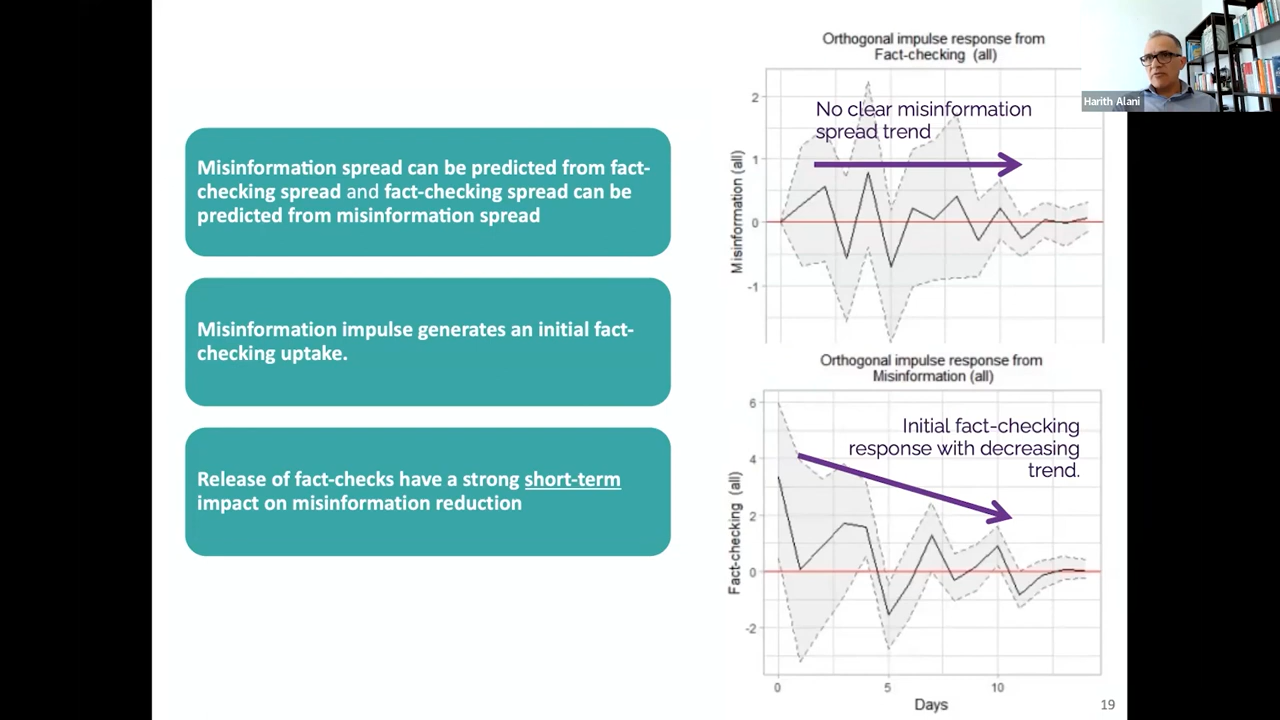 Misinformation spread can be predicted from fact-
checking spread and fact-checking spread can be
predicted from misinformation spread
Misinformation impulse generates an initial fact-
checking uptake.
Release of fact-checks have a strong short-term
impact on misinformation reduction
Orthogonal impulse response from
Fact-checking (all)
No clear misinformation
spread trend
Misinformation (all)
2
1
0
-1
Harith Alani
Orthogonal impulse response from
Misinformation (all)
Initial fact-checking
response with decreasing
trend.
Fact-checking (all)
6
4
2
0
-2
0
5
10
Days
19